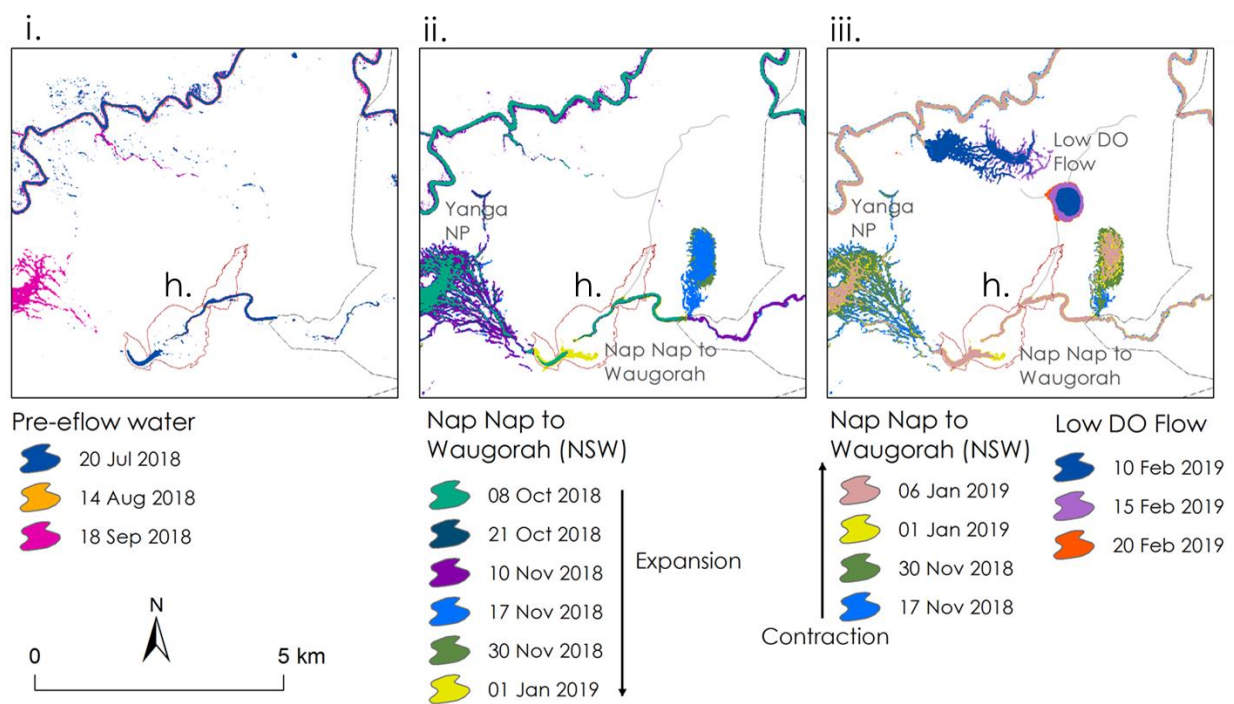 i.
ii.
iii.
h.
Yanga
NP
h.
Nap Nap to
Waugorah
Low DO
Flow
Yanga
NP
h.
Nap Nap to
Waugorah
Pre-eflow water
20 Jul 2018
14 Aug 2018
18 Sep 2018
N
0 5 km
Nap Nap to
Waugorah (NSW)
08 Oct 2018
21 Oct 2018
10 Nov 2018
17 Nov 2018
30 Nov 2018
01 Jan 2019
Expansion
Nap Nap to
Waugorah (NSW)
06 Jan 2019
01 Jan 2019
30 Nov 2018
17 Nov 2018
Contraction
Low DO Flow
10 Feb 2019
15 Feb 2019
20 Feb 2019